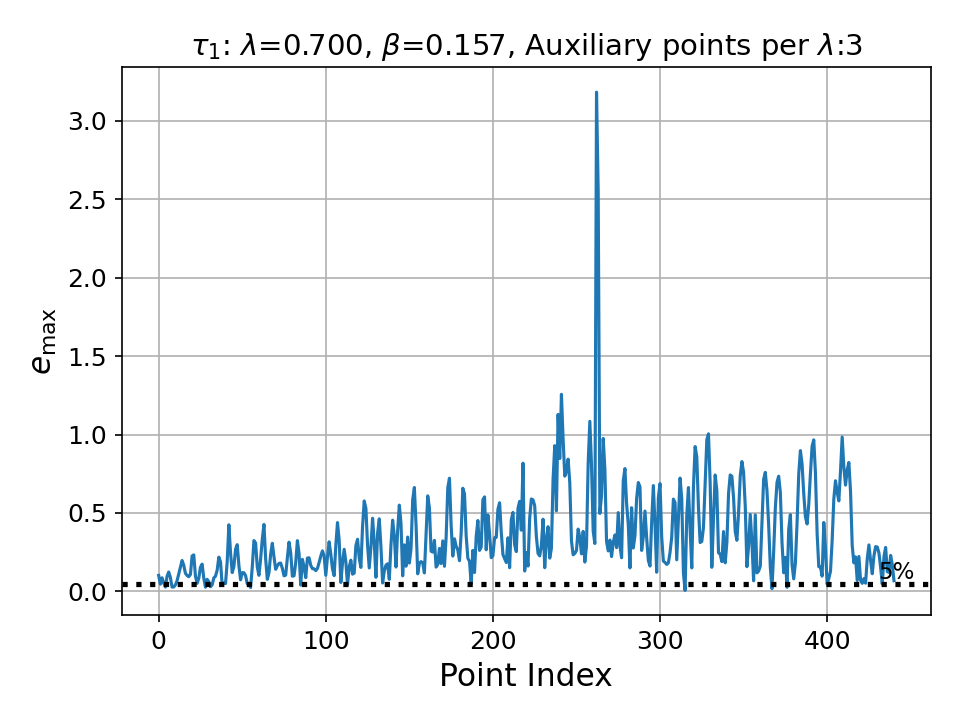 τ₁: λ=0.700, β=0.157, Auxiliary points per λ:3
e_max
3.0
2.5
2.0
1.5
1.0
0.5
0.0
5%
0 100 200 300 400
Point Index